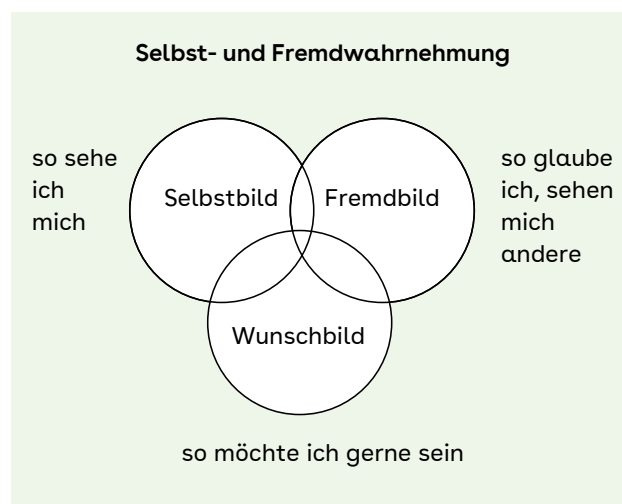 Selbst- und Fremdwahrnehmung
so sehe
ich
mich
Selbstbild
Fremdbild
so glaube
ich, sehen
mich
andere
Wunschbild
so möchte ich gerne sein